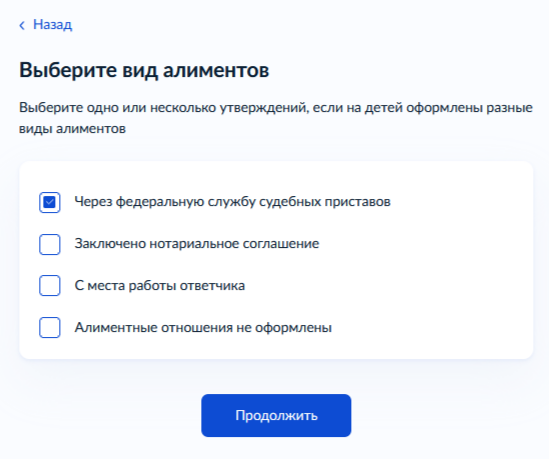 Назад
Выберите вид алиментов
Выберите одно или несколько утверждений, если на детей оформлены разные
виды алиментов
Через федеральную службу судебных приставов
Заключено нотариальное соглашение
С места работы ответчика
Алиментные отношения не оформлены
Продолжить